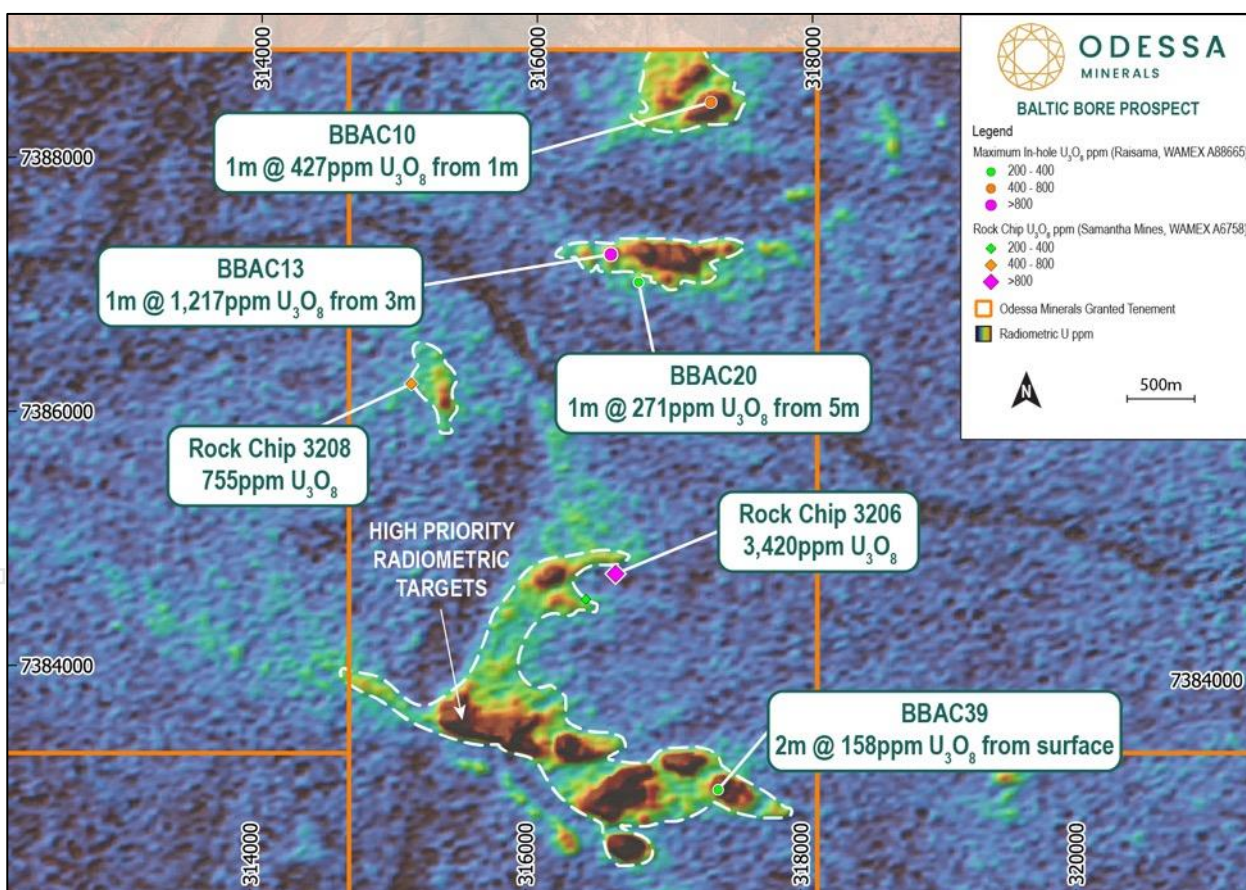 314000
316000
318000
ODESSA
MINERALS
BALTIC BORE PROSPECT
Legend
Maximum In-hole U₃O₈ ppm (Raisama, WAMEX A88665)
200 - 400
400 - 800
>800
Rock Chip U₃O₈ ppm (Samantha Mines, WAMEX A6758)
200 - 400
400 - 800
>800
Odessa Minerals Granted Tenement
Radiometric U ppm
N
500m
BBAC10
1m @ 427ppm U₃O₈ from 1m
7388000
BBAC13
1m @ 1,217ppm U₃O₈ from 3m
BBAC20
1m @ 271ppm U₃O₈ from 5m
7386000
Rock Chip 3208
755ppm U₃O₈
Rock Chip 3206
3,420ppm U₃O₈
HIGH PRIORITY
RADIOMETRIC
TARGETS
7384000
7384000
BBAC39
2m @ 158ppm U₃O₈ from surface
314000
316000
318000
320000